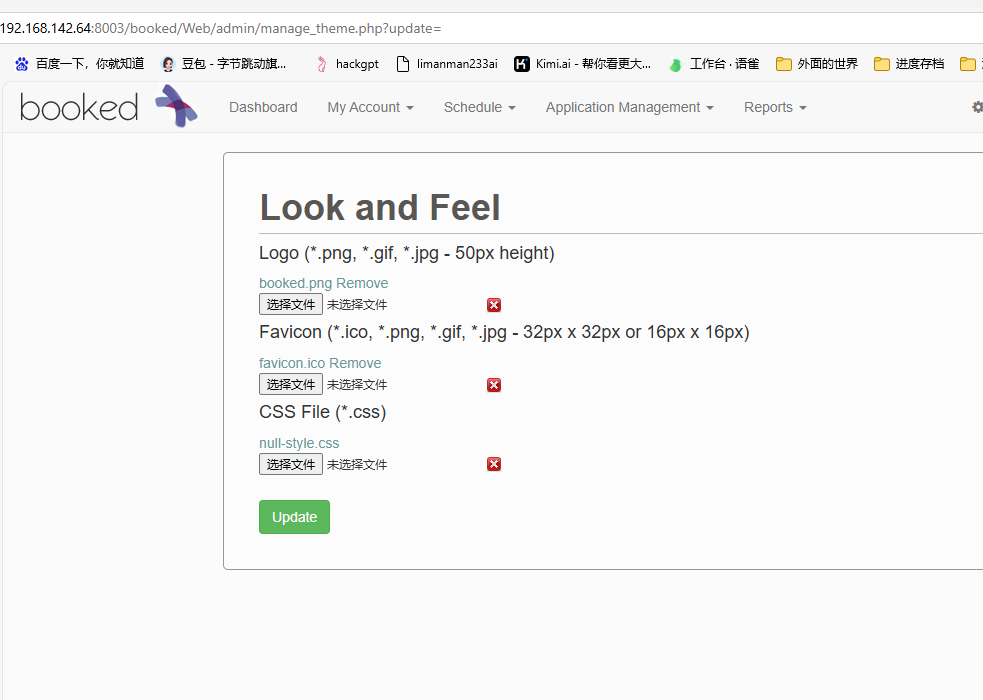 192.168.142.64:8003/booked/Web/admin/manage_theme.php?update=
百度一下，你就知道 豆包 - 字节跳动旗... hackgpt limanman233ai Kimi.ai - 帮你看更大... 工作台 · 语雀 外面的世界 进度存档
booked Dashboard My Account Schedule Application Management Reports
Look and Feel
Logo (*.png, *.gif, *.jpg - 50px height)
booked.png Remove
选择文件 未选择文件
Favicon (*.ico, *.png, *.gif, *.jpg - 32px x 32px or 16px x 16px)
favicon.ico Remove
选择文件 未选择文件
CSS File (*.css)
null-style.css
选择文件 未选择文件
Update